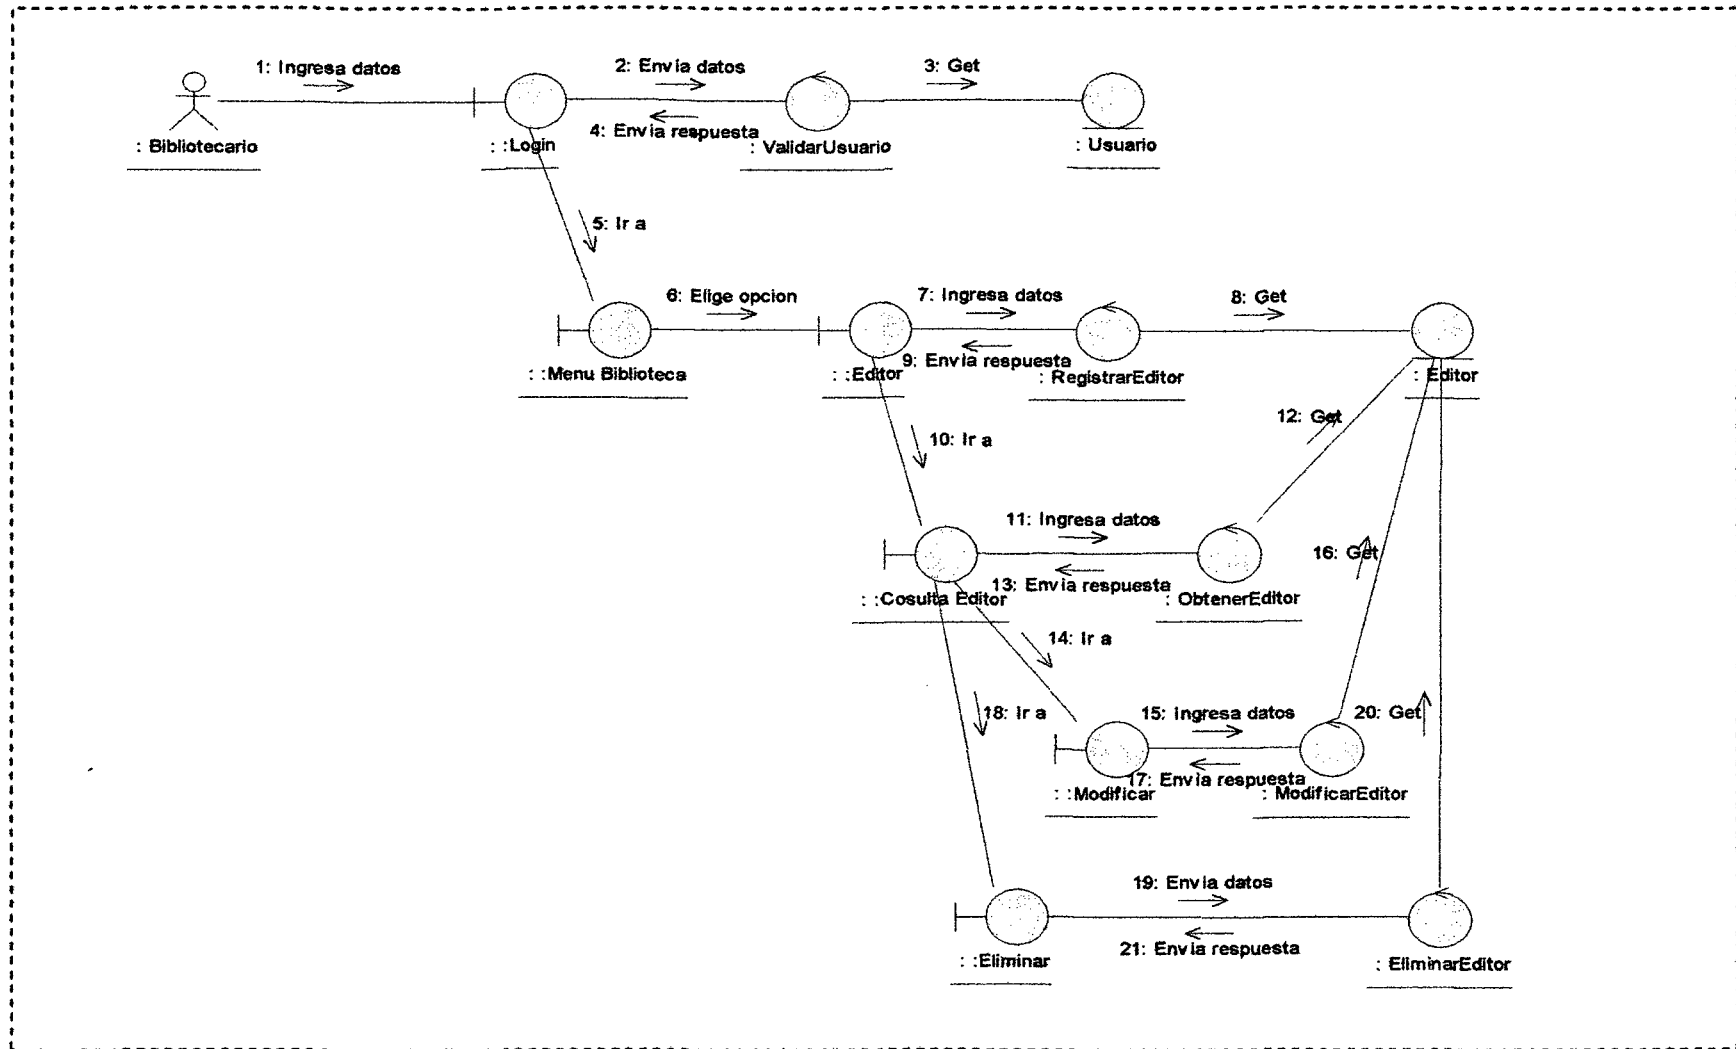 1: Ingresa datos
2: Envia datos
3: Get
4: Envia respuesta
: Bibliotecario
: :Login
: ValidarUsuario
: Usuario
5: Ir a
6: Elige opcion
7: Ingresa datos
8: Get
9: Envia respuesta
: :Menu Biblioteca
: :Editor
: RegistrarEditor
: Editor
12: Get
10: Ir a
11: Ingresa datos
16: Get
13: Envia respuesta
: :Cosulta Editor
: ObtenerEditor
14: Ir a
18: Ir a
15: Ingresa datos
20: Get
17: Envia respuesta
: :Modificar
: ModificarEditor
19: Envia datos
21: Envia respuesta
: :Eliminar
: EliminarEditor